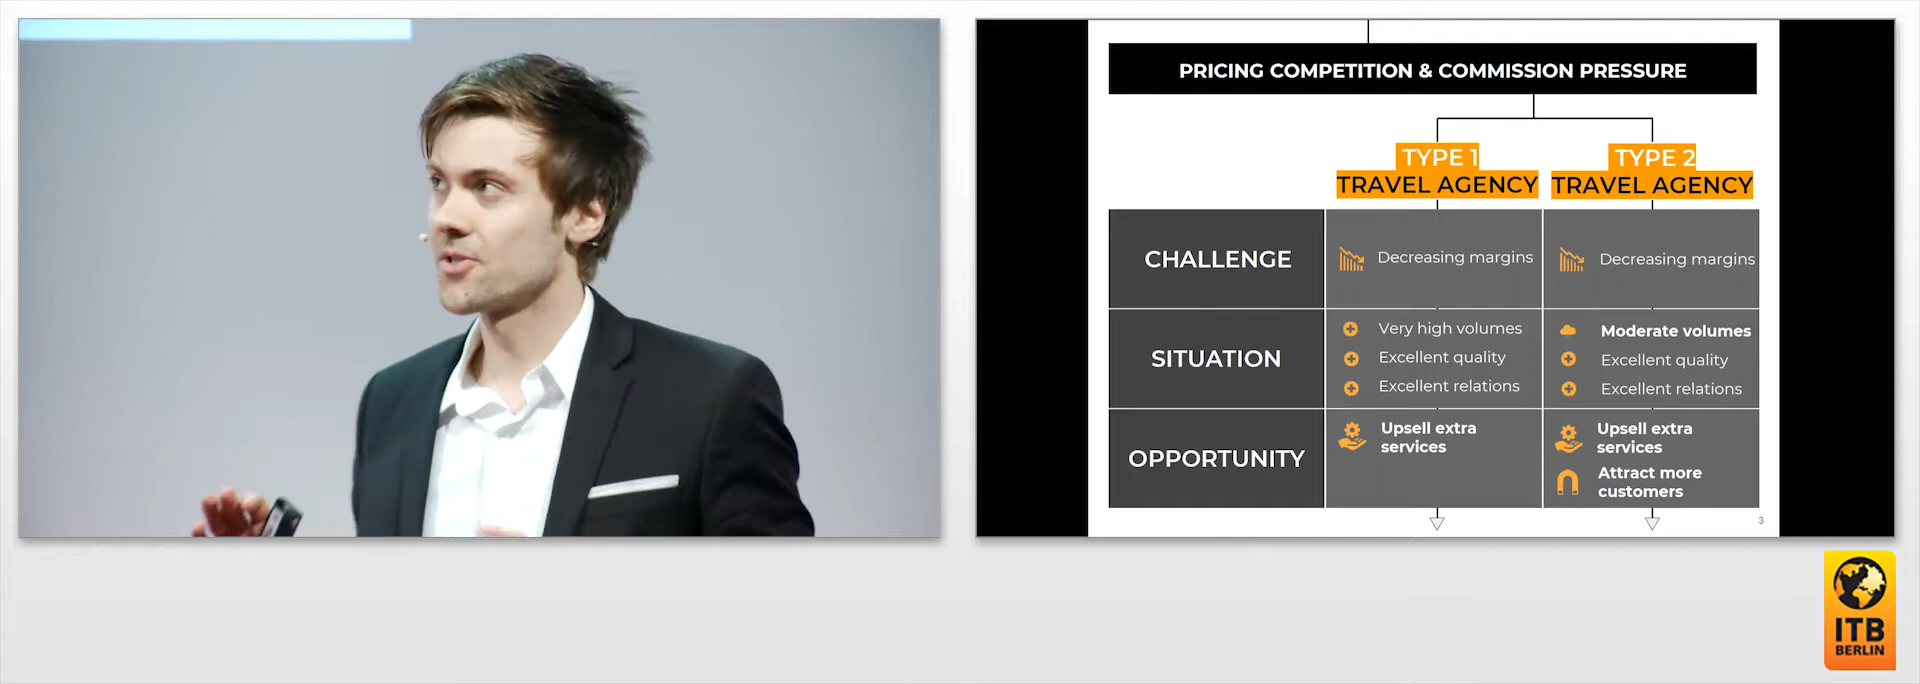 PRICING COMPETITION & COMMISSION PRESSURE
TYPE 1
TRAVEL AGENCY
TYPE 2
TRAVEL AGENCY
CHALLENGE
Decreasing margins
Decreasing margins
SITUATION
Very high volumes
Excellent quality
Excellent relations
Moderate volumes
Excellent quality
Excellent relations
OPPORTUNITY
Upsell extra
services
Upsell extra
services
Attract more
customers
3
ITB
BERLIN